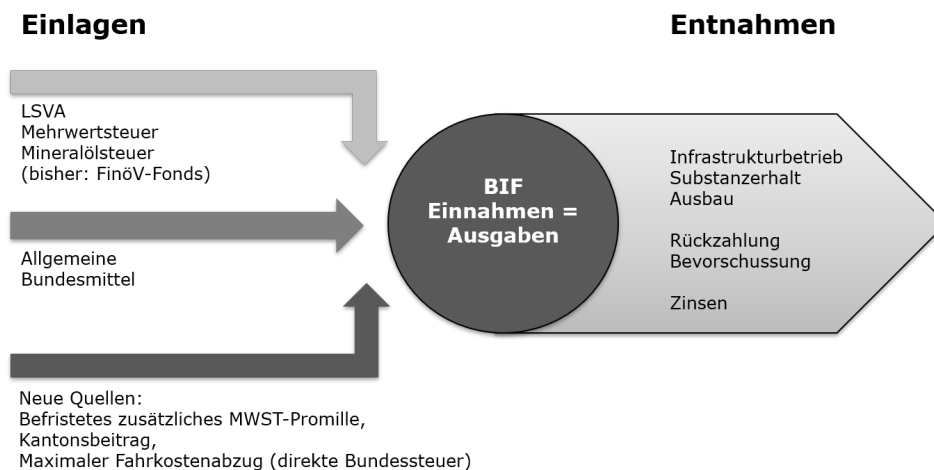 Einlagen
Entnahmen
LSVA
Mehrwertsteuer
Mineralölsteuer
(bisher: FinöV-Fonds)
Allgemeine
Bundesmittel
Neue Quellen:
Befristetes zusätzliches MWST-Promille,
Kantonsbeitrag,
Maximaler Fahrkostenabzug (direkte Bundessteuer)
BIF
Einnahmen =
Ausgaben
Infrastrukturbetrieb
Substanzerhalt
Ausbau
Rückzahlung
Bevorschussung
Zinsen